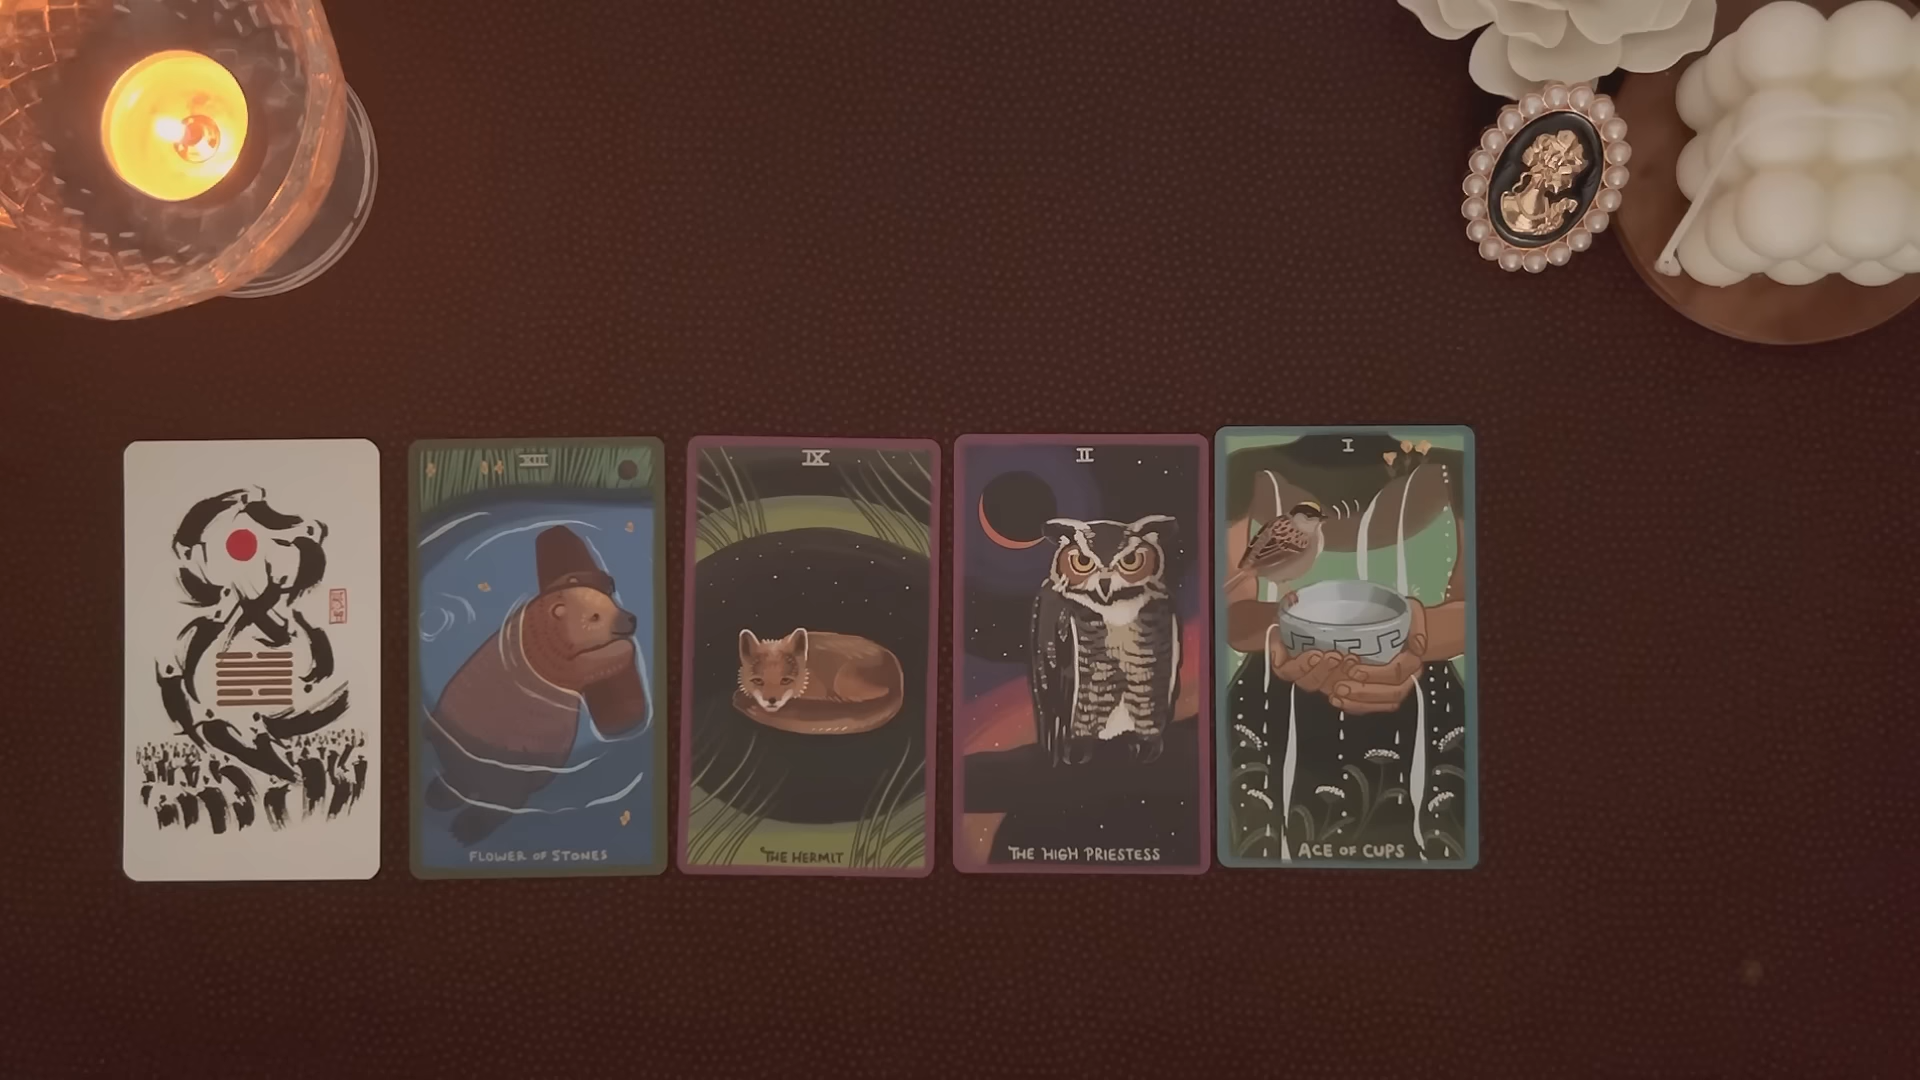 XIII
FLOWER OF STONES
IX
THE HERMIT
II
THE HIGH PRIESTESS
I
ACE OF CUPS